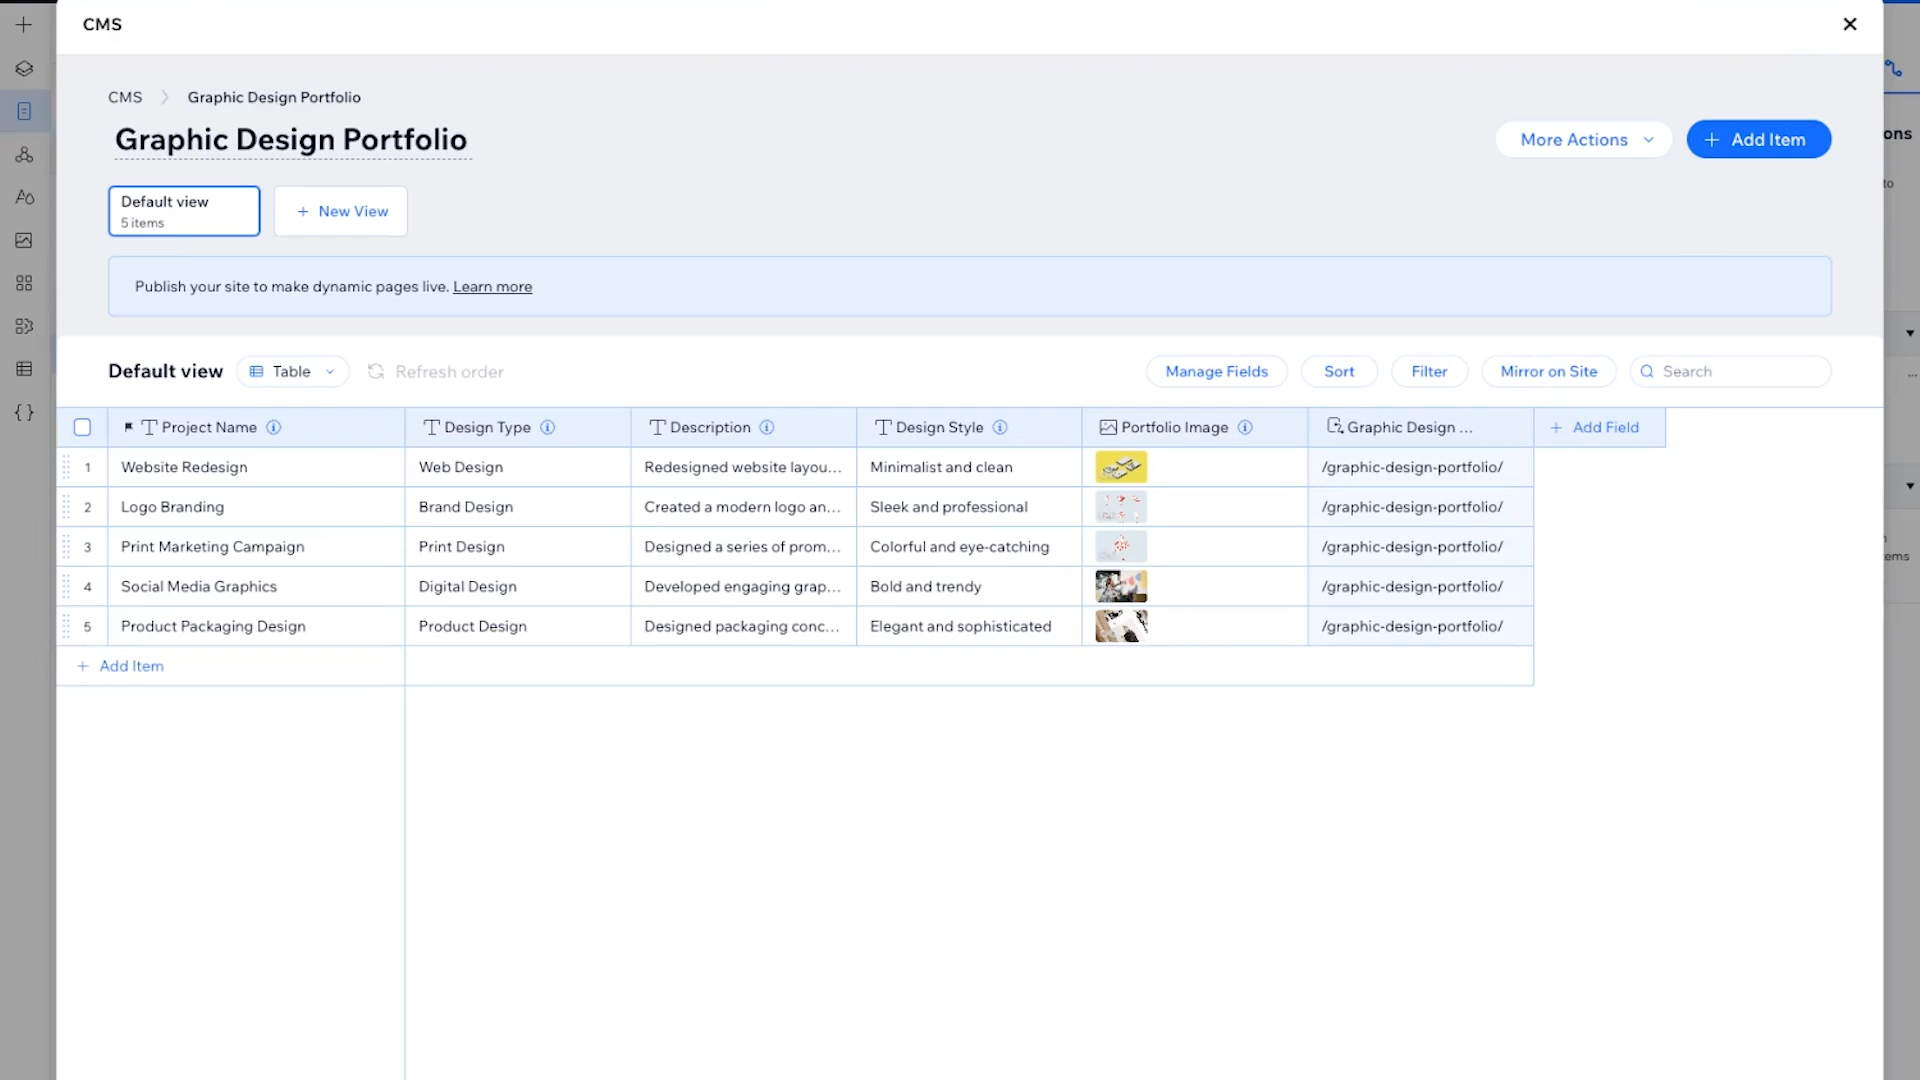 CMS
CMS Graphic Design Portfolio
Graphic Design Portfolio
More Actions
+ Add Item
Default view
5 items
+ New View
Publish your site to make dynamic pages live. Learn more
Default view
Table
Refresh order
Manage Fields
Sort
Filter
Mirror on Site
Search
Project Name Design Type Description Design Style Portfolio Image Graphic Design ... + Add Field
1 Website Redesign Web Design Redesigned website layou... Minimalist and clean /graphic-design-portfolio/
2 Logo Branding Brand Design Created a modern logo an... Sleek and professional /graphic-design-portfolio/
3 Print Marketing Campaign Print Design Designed a series of prom... Colorful and eye-catching /graphic-design-portfolio/
4 Social Media Graphics Digital Design Developed engaging grap... Bold and trendy /graphic-design-portfolio/
5 Product Packaging Design Product Design Designed packaging conc... Elegant and sophisticated /graphic-design-portfolio/
+ Add Item